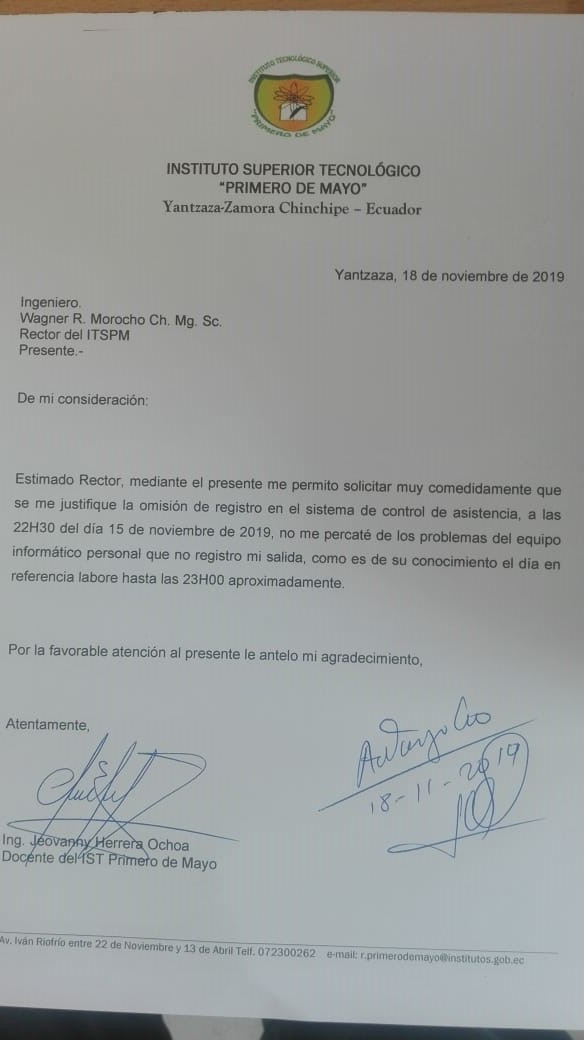 INSTITUTO TECNOLÓGICO SUPERIOR
"PRIMERO DE MAYO"
INSTITUTO SUPERIOR TECNOLÓGICO
“PRIMERO DE MAYO”
Yantzaza-Zamora Chinchipe – Ecuador
Yantzaza, 18 de noviembre de 2019
Ingeniero.
Wagner R. Morocho Ch. Mg. Sc.
Rector del ITSPM
Presente.-
De mi consideración:
Estimado Rector, mediante el presente me permito solicitar muy comedidamente que
se me justifique la omisión de registro en el sistema de control de asistencia, a las
22H30 del día 15 de noviembre de 2019, no me percaté de los problemas del equipo
informático personal que no registro mi salida, como es de su conocimiento el día en
referencia labore hasta las 23H00 aproximadamente.
Por la favorable atención al presente le antelo mi agradecimiento,
Atentamente,
18-11-2019
Ing. Jeovanny Herrera Ochoa
Docente del IST Primero de Mayo
Av. Iván Riofrío entre 22 de Noviembre y 13 de Abril Telf. 072300262 e-mail: r.primerodemayo@institutos.gob.ec